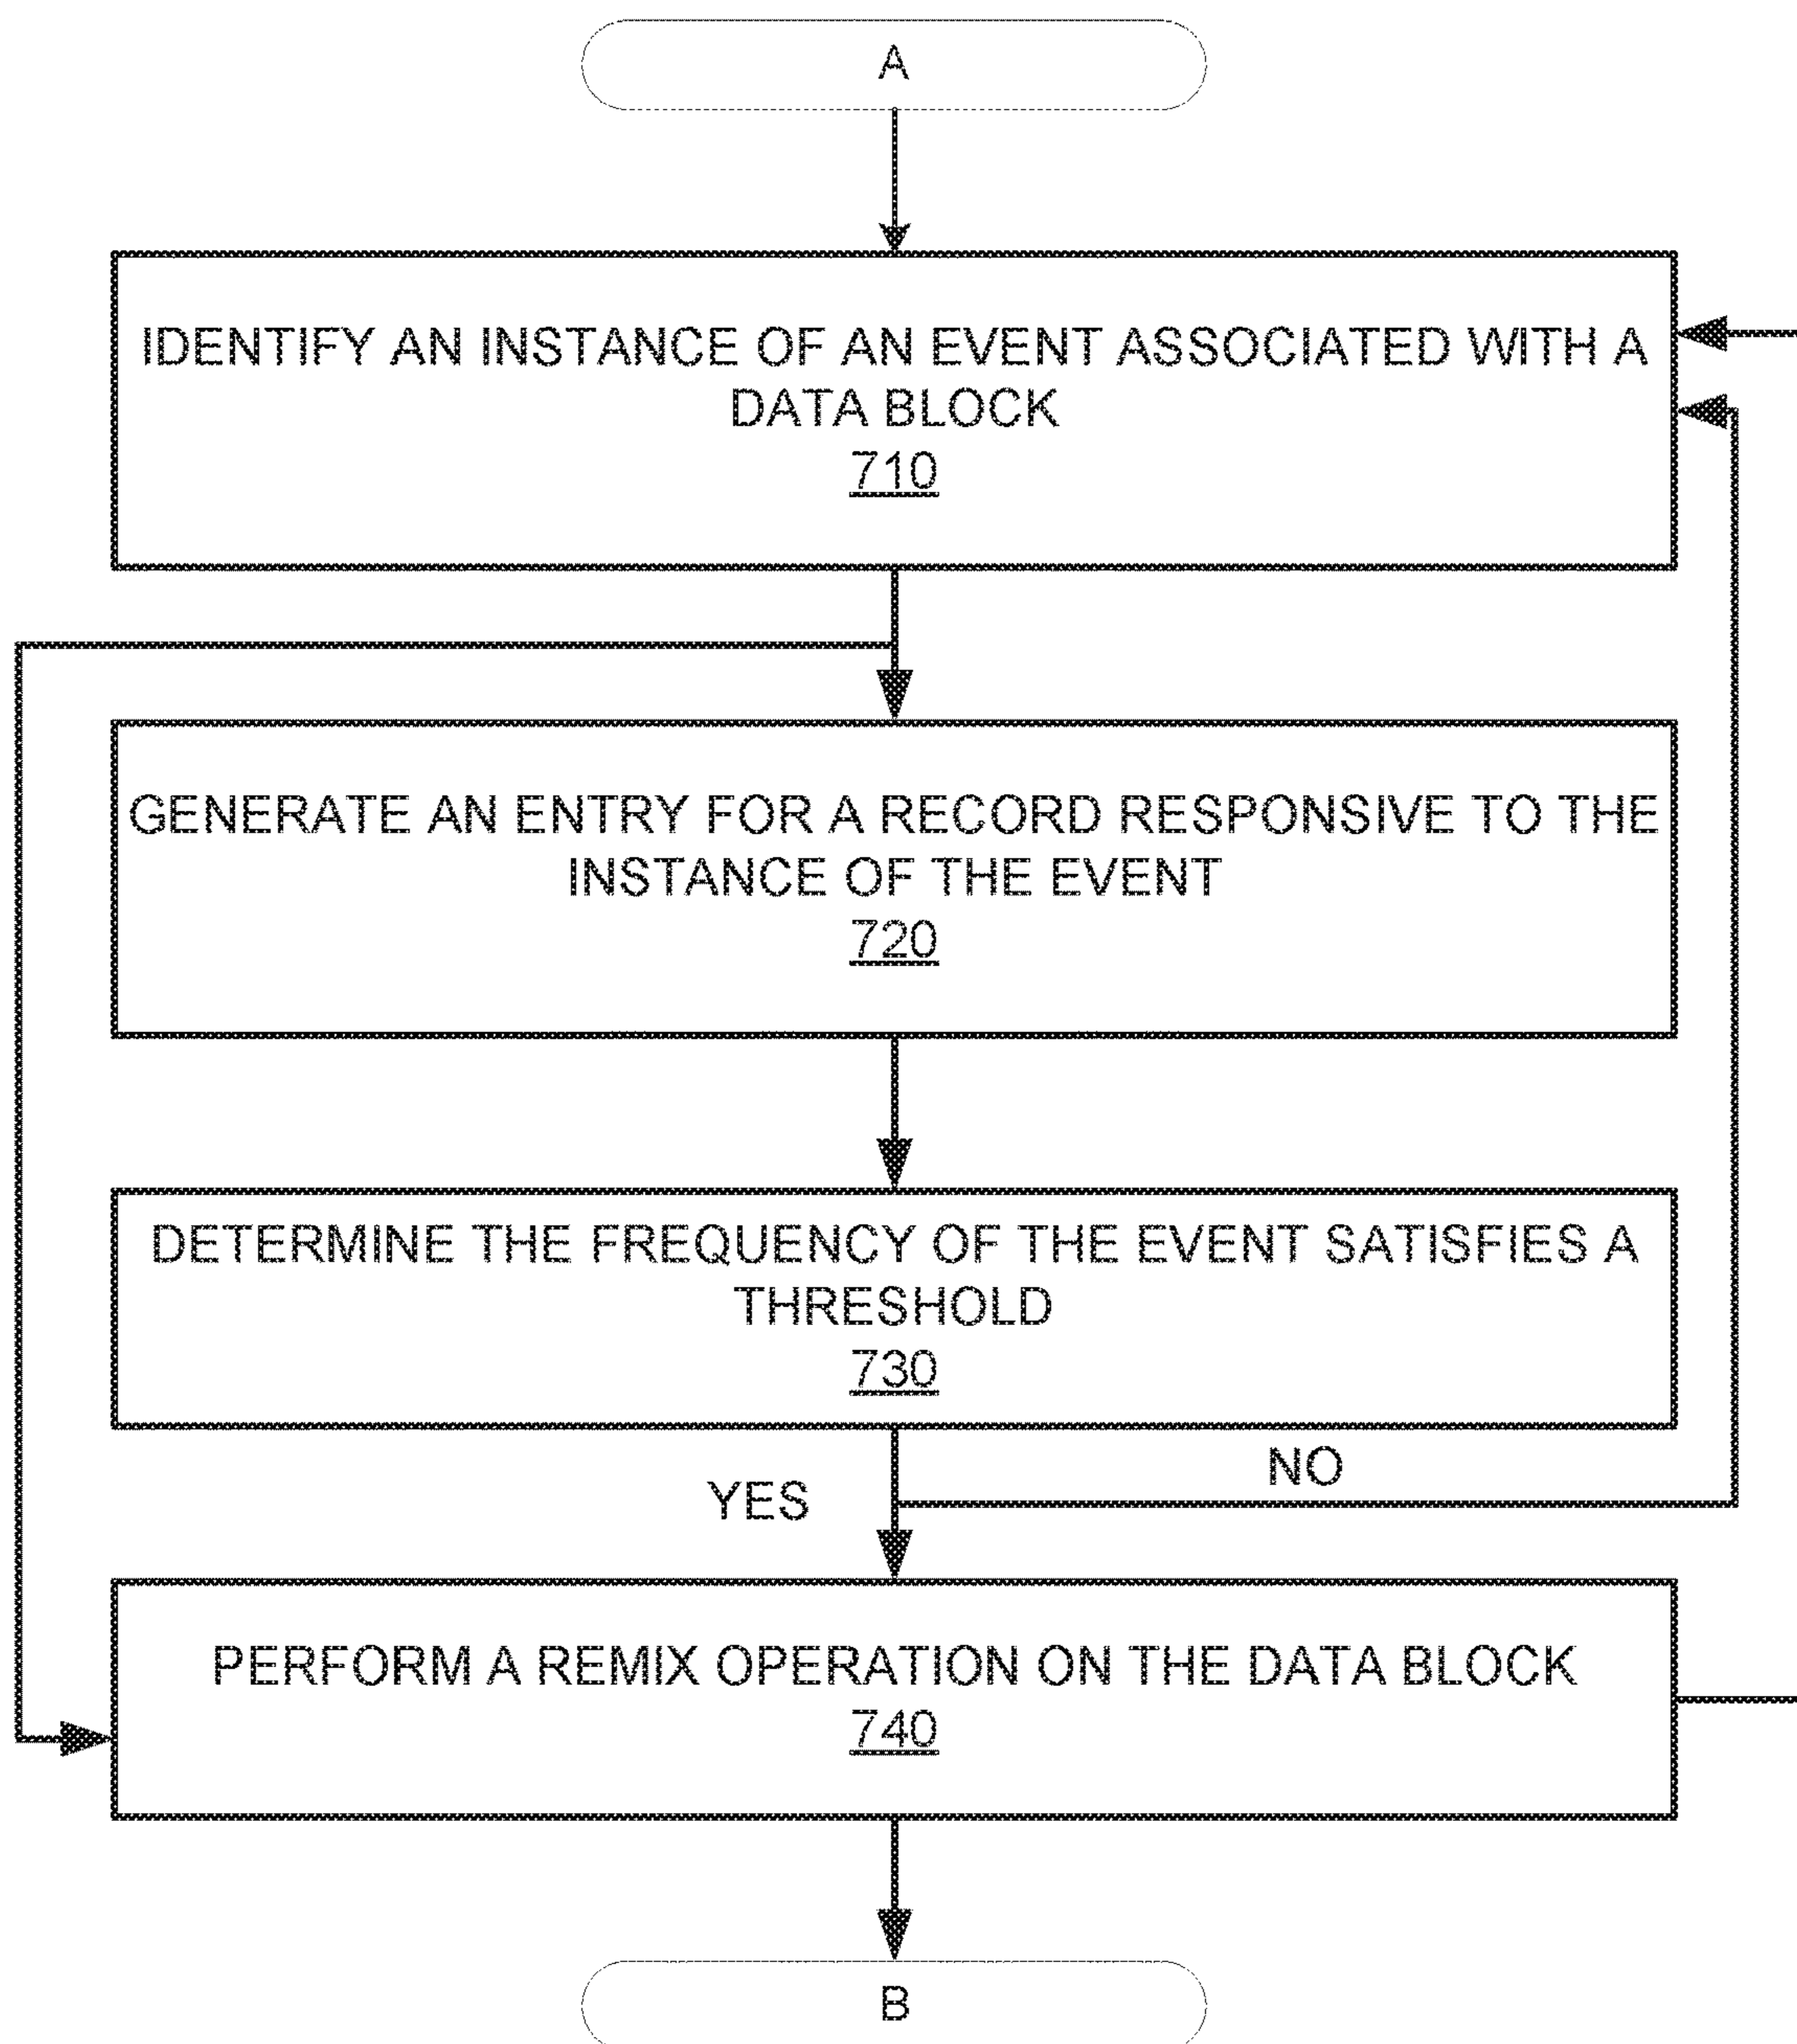 A
IDENTIFY AN INSTANCE OF AN EVENT ASSOCIATED WITH A
DATA BLOCK
710
GENERATE AN ENTRY FOR A RECORD RESPONSIVE TO THE
INSTANCE OF THE EVENT
720
DETERMINE THE FREQUENCY OF THE EVENT SATISFIES A
THRESHOLD
730
NO
YES
PERFORM A REMIX OPERATION ON THE DATA BLOCK
740
B